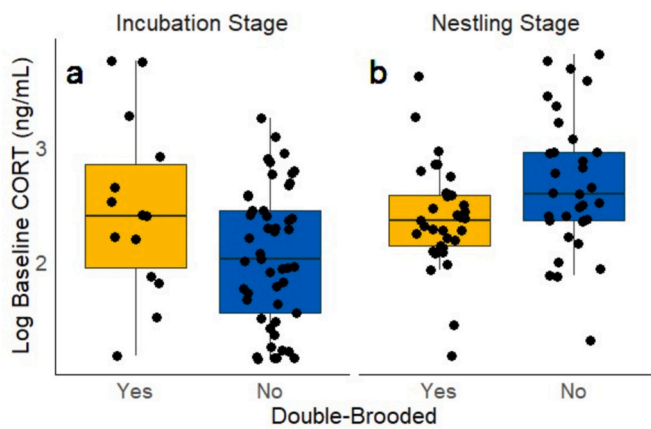 Incubation Stage
Nestling Stage
a
b
Log Baseline CORT (ng/mL)
3
2
Yes
No
Yes
No
Double-Brooded